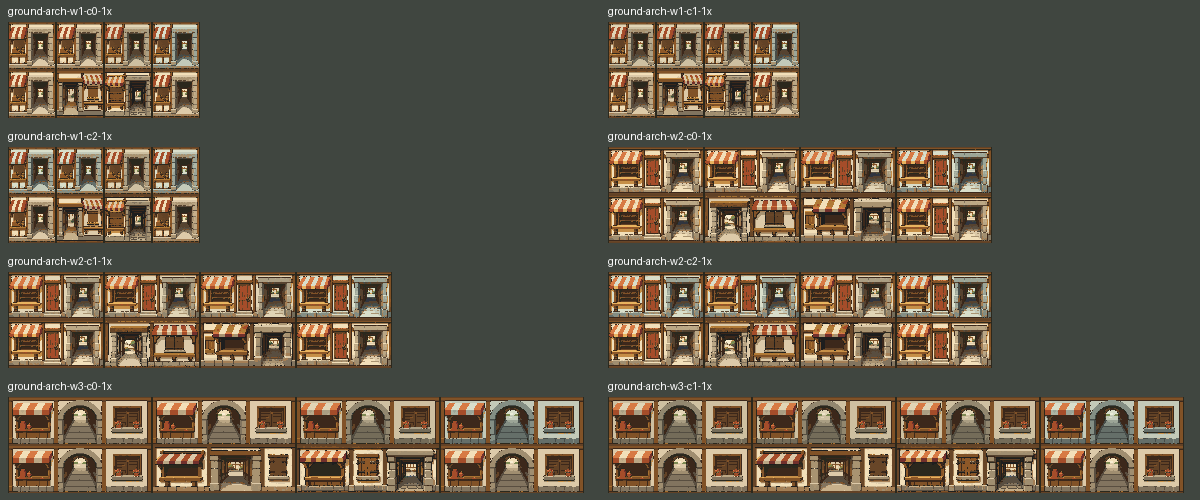 ground-arch-w1-c0-1x
ground-arch-w1-c1-1x
ground-arch-w1-c2-1x
ground-arch-w2-c0-1x
ground-arch-w2-c1-1x
ground-arch-w2-c2-1x
ground-arch-w3-c0-1x
ground-arch-w3-c1-1x